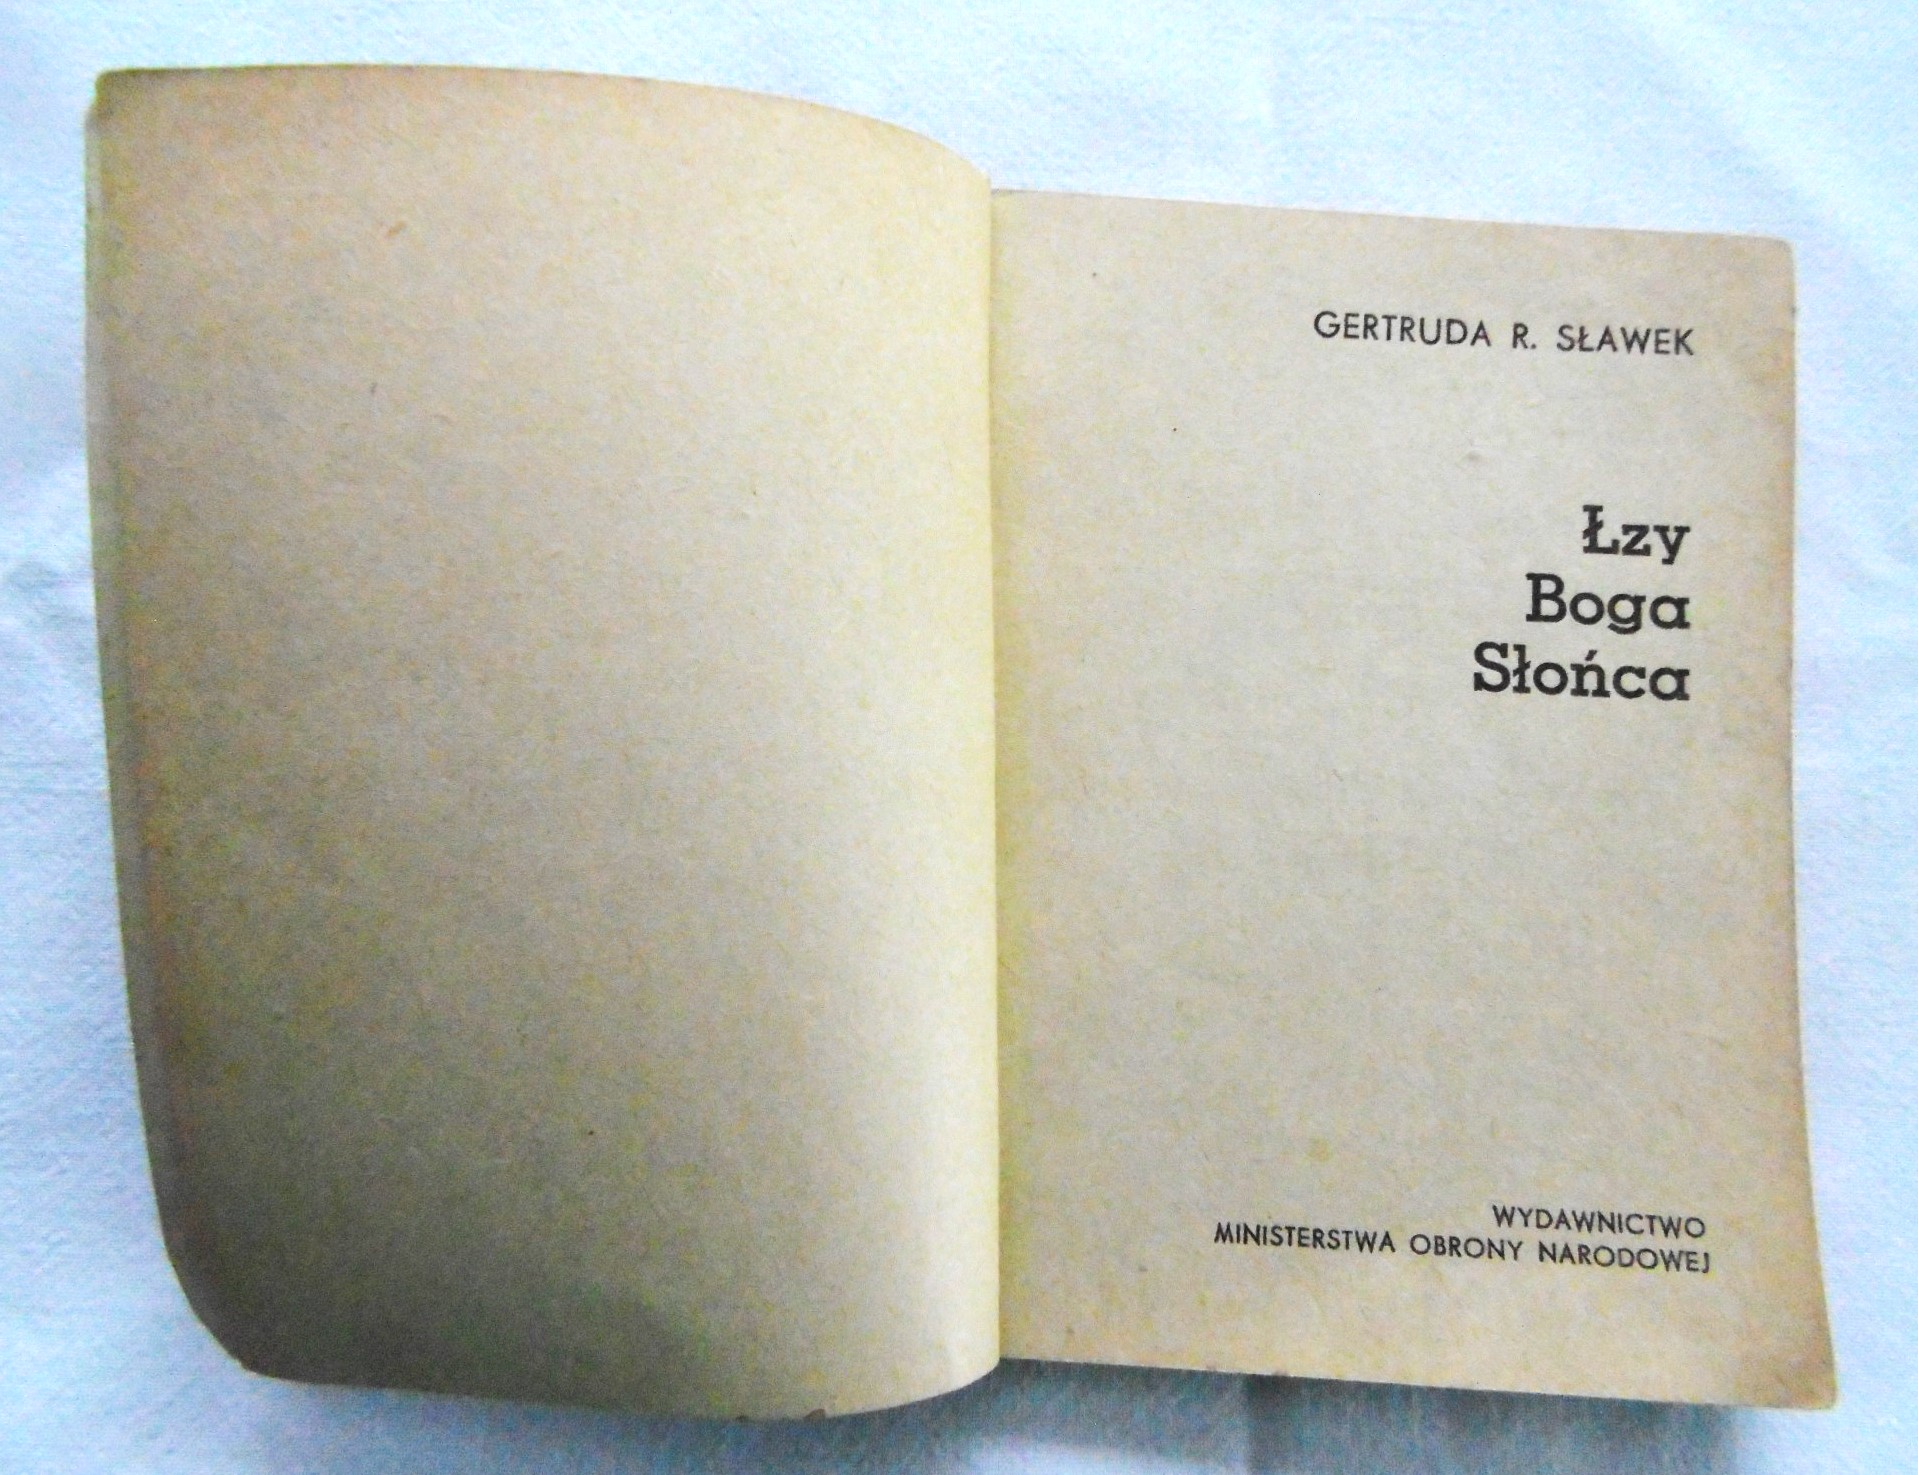 GERTRUDA R. SŁAWEK
Łzy
Boga
Słońca
WYDAWNICTWO
MINISTERSTWA OBRONY NARODOWEJ